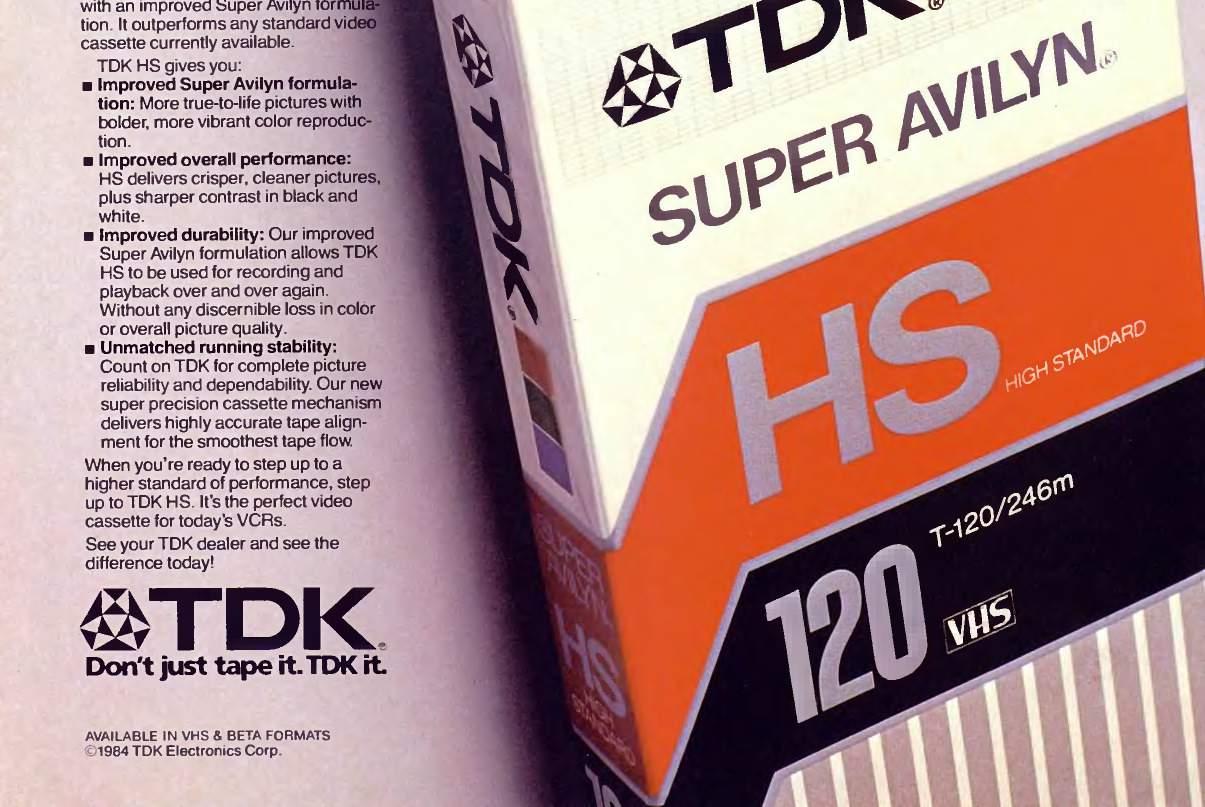 with an improved Super Avilyn formula-
tion. It outperforms any standard video
cassette currently available.
TDK HS gives you:
■ Improved Super Avilyn formula-
tion: More true-to-life pictures with
bolder, more vibrant color reproduc-
tion.
■ Improved overall performance:
HS delivers crisper, cleaner pictures,
plus sharper contrast in black and
white.
■ Improved durability: Our improved
Super Avilyn formulation allows TDK
HS to be used for recording and
playback over and over again.
Without any discernible loss in color
or overall picture quality.
■ Unmatched running stability:
Count on TDK for complete picture
reliability and dependability. Our new
super precision cassette mechanism
delivers highly accurate tape align-
ment for the smoothest tape flow.
When you're ready to step up to a
higher standard of performance, step
up to TDK HS. It's the perfect video
cassette for today's VCRs.
See your TDK dealer and see the
difference today!
TDK®
Don't just tape it. TDK it.
AVAILABLE IN VHS & BETA FORMATS
©1984 TDK Electronics Corp.
TDK®
SUPER
AVILYN
HS
HIGH
STANDARD
TDK®
SUPER AVILYN®
HS
HIGH STANDARD
T-120/246m
120
VHS